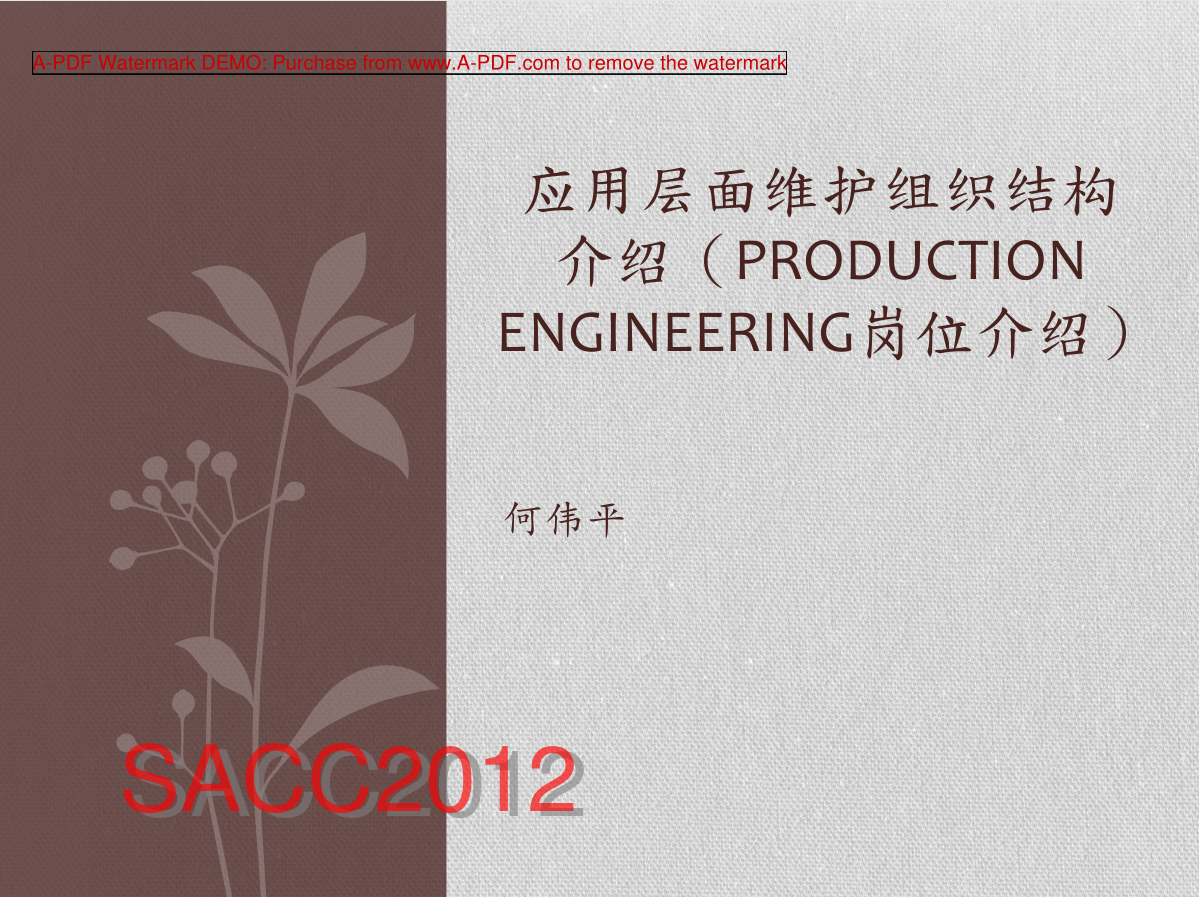 A-PDF Watermark DEMO: Purchase from www.A-PDF.com to remove the watermark
应用层面维护组织结构
介绍（PRODUCTION
ENGINEERING岗位介绍）
何伟平
SACC2012